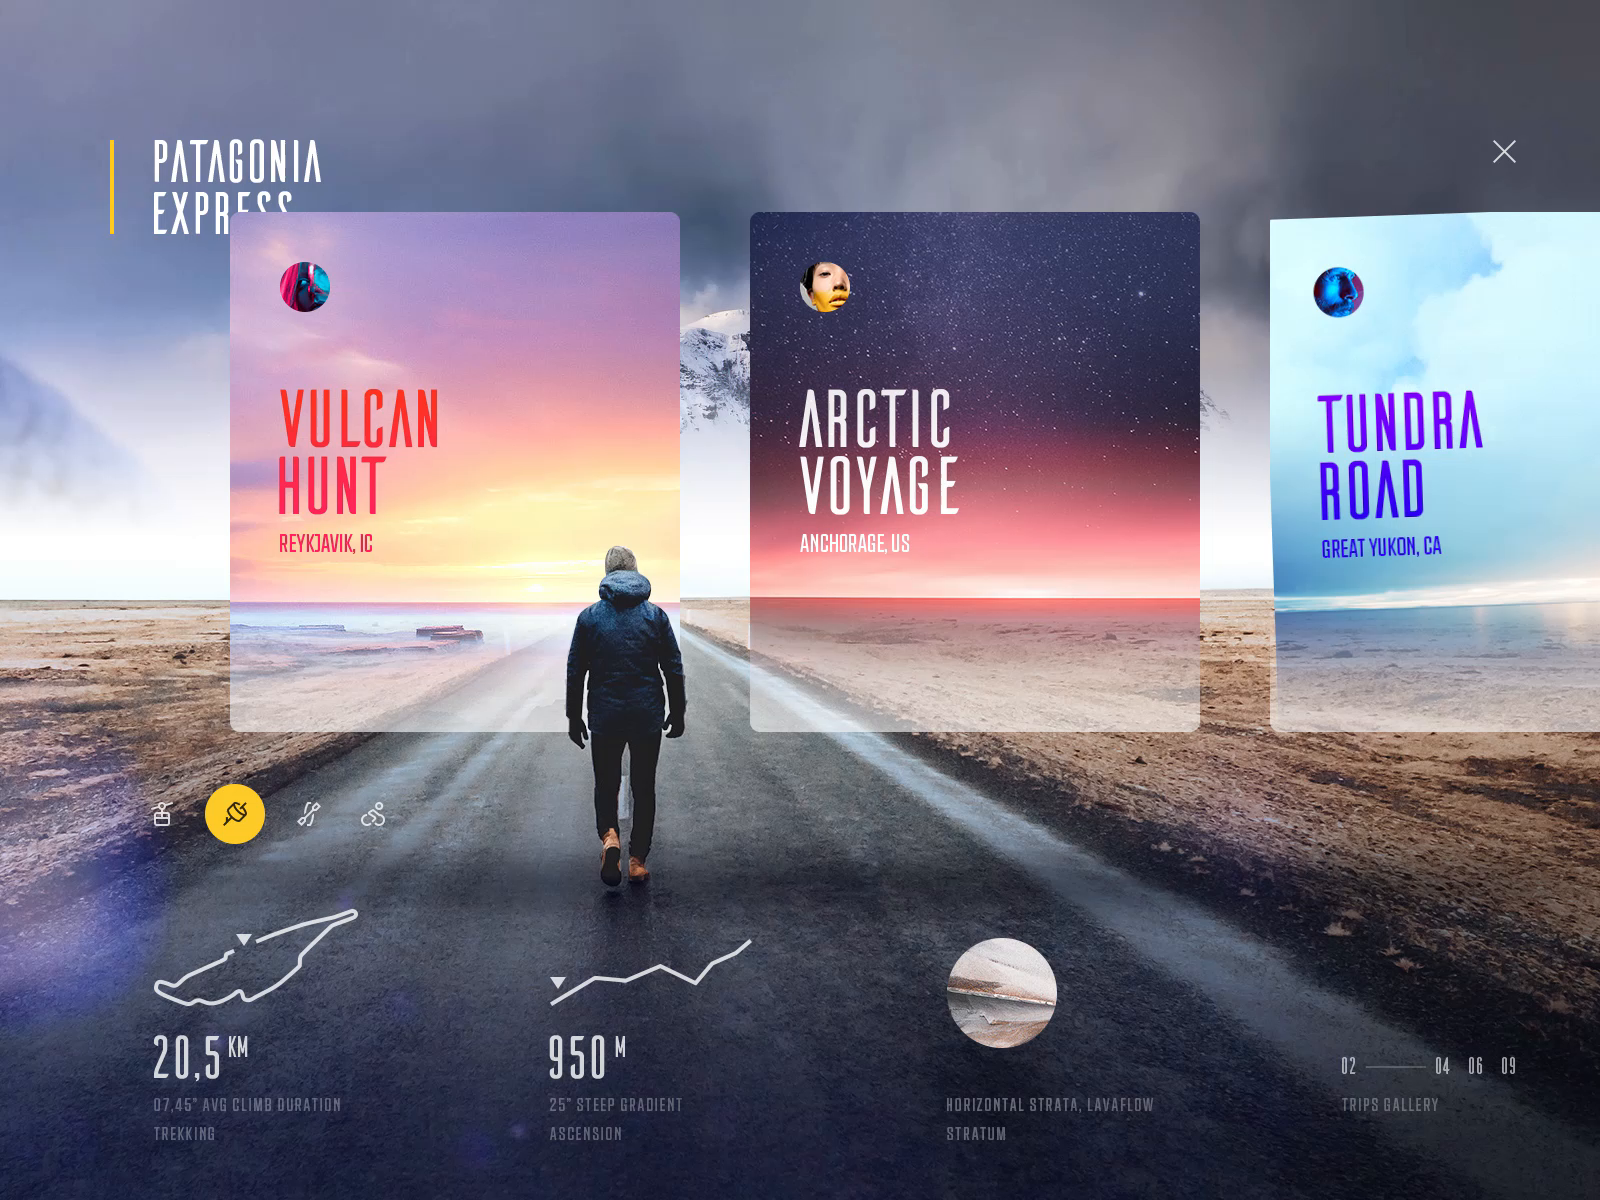 PATAGONIA
EXPRESS
VULCAN
HUNT
REYKJAVIK, IC
ARCTIC
VOYAGE
ANCHORAGE, US
TUNDRA
ROAD
GREAT YUKON, CA
20,5 KM
07,45" AVG CLIMB DURATION
TREKKING
950 M
25" STEEP GRADIENT
ASCENSION
HORIZONTAL STRATA, LAVAFLOW
STRATUM
02 04 06 09
TRIPS GALLERY